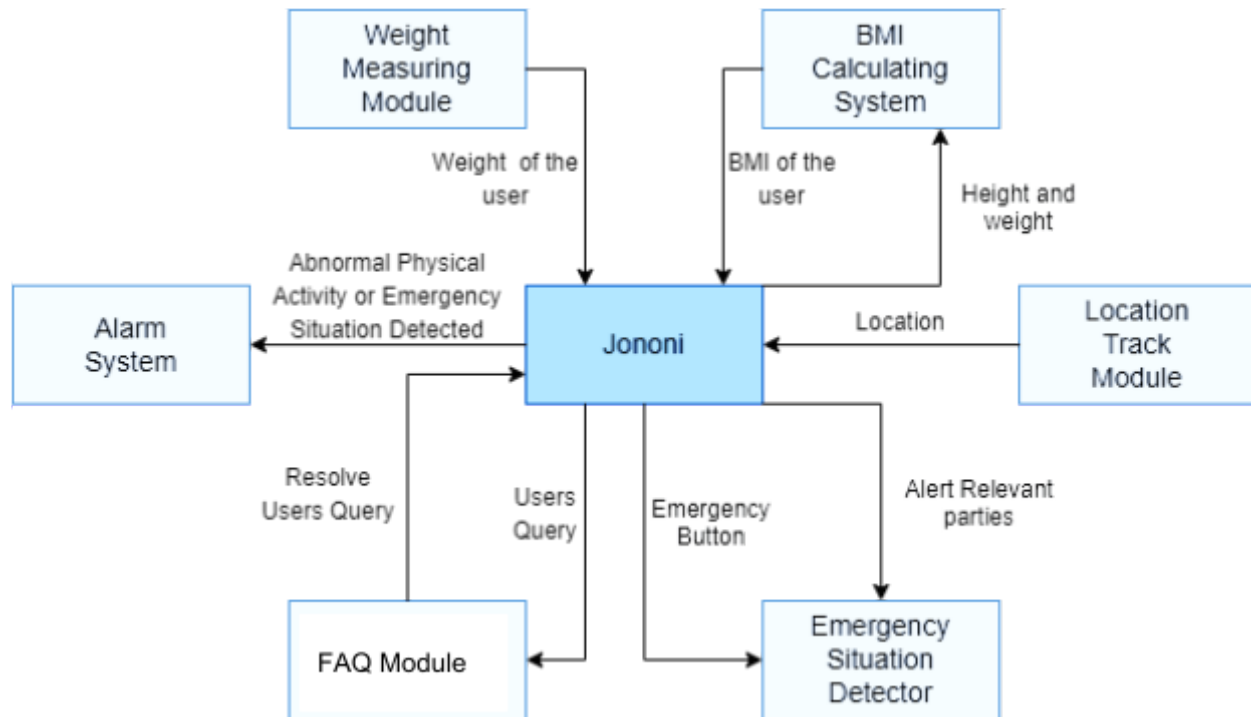 Weight
Measuring
Module
BMI
Calculating
System
Weight of the
user
BMI of the
user
Height and
weight
Abnormal Physical
Activity or Emergency
Situation Detected
Alarm
System
Jononi
Location
Location
Track
Module
Resolve
Users Query
Users
Query
Emergency
Button
Alert Relevant
parties
FAQ Module
Emergency
Situation
Detector